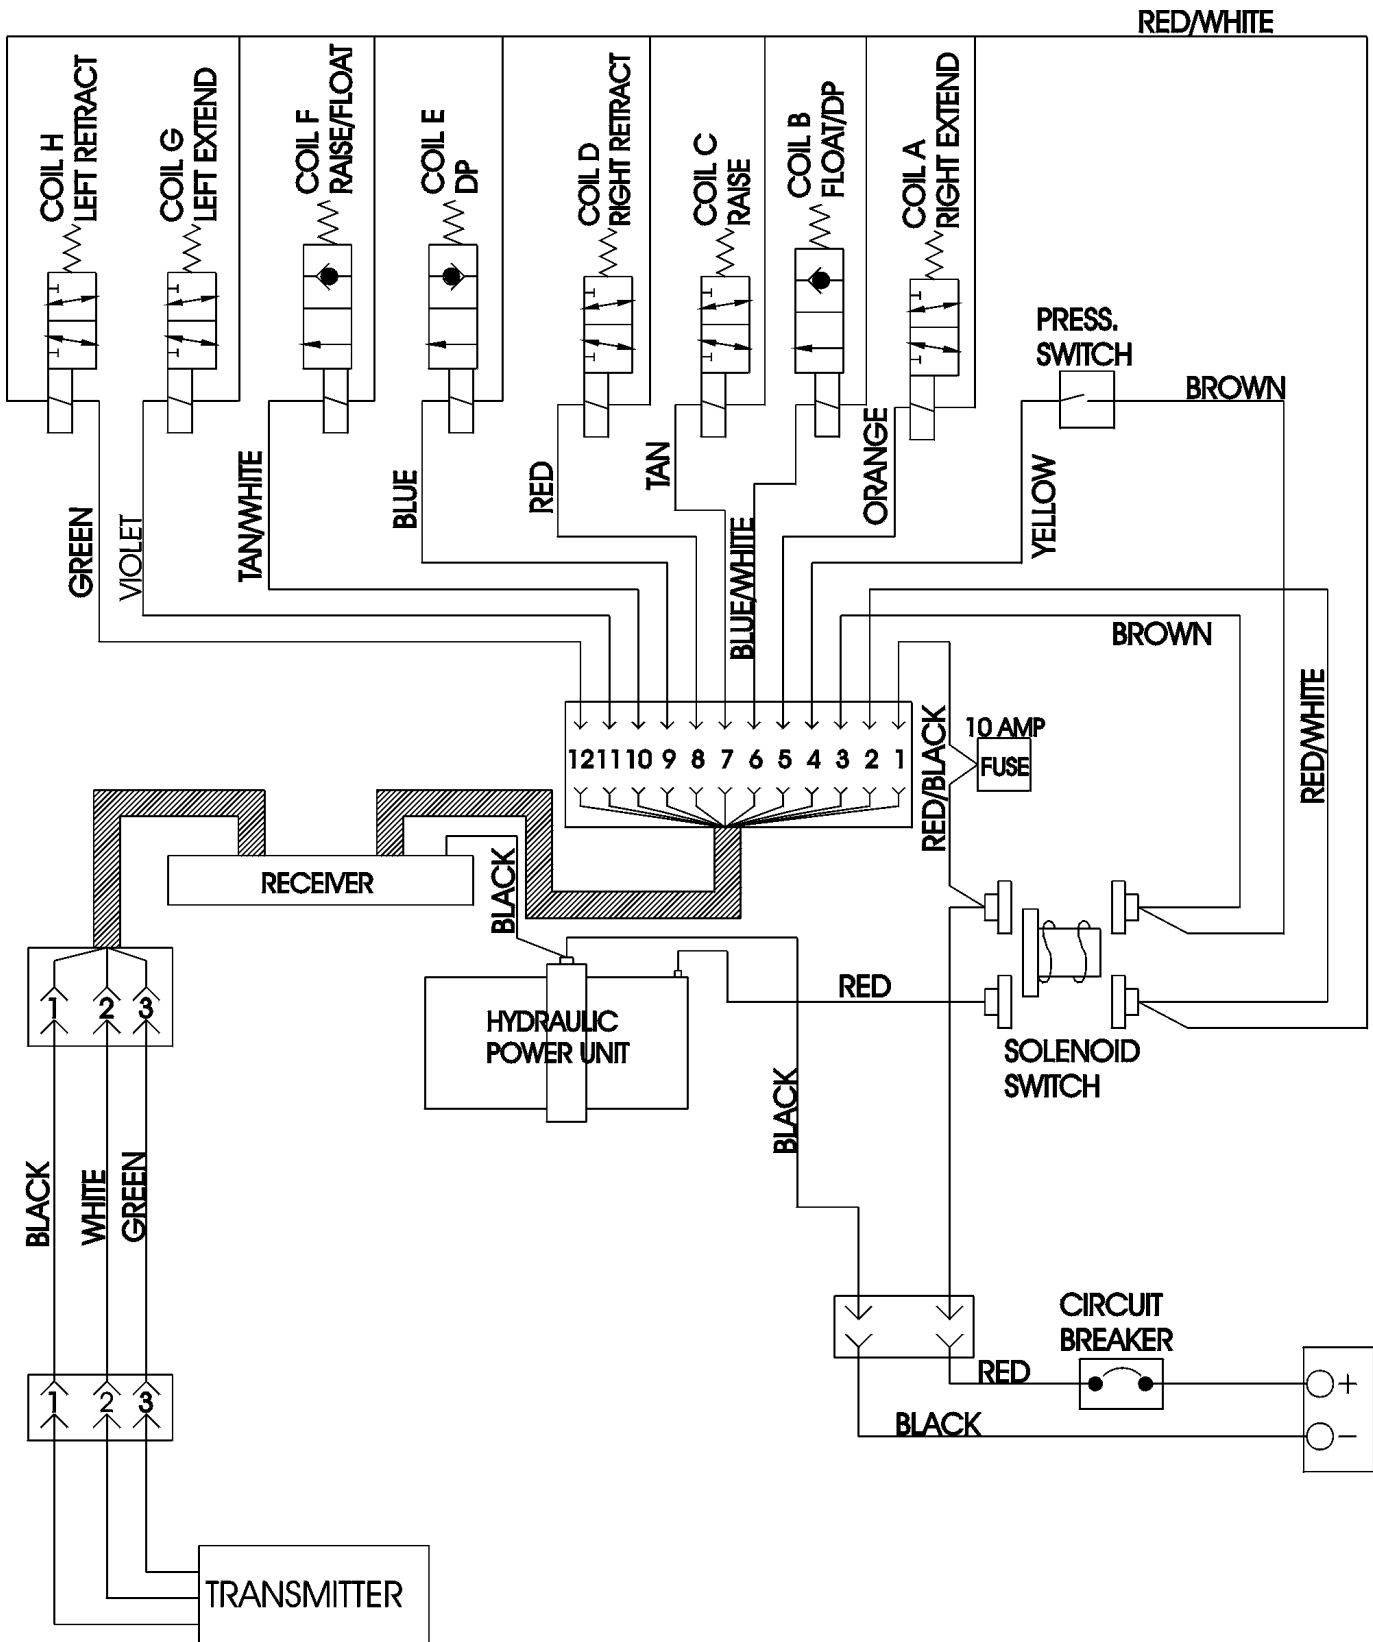 RED/WHITE
COIL H
LEFT RETRACT
COIL G
LEFT EXTEND
COIL F
RAISE/FLOAT
COIL E
DP
COIL D
RIGHT RETRACT
COIL C
RAISE
COIL B
FLOAT/DP
COIL A
RIGHT EXTEND
PRESS.
SWITCH
BROWN
GREEN
VIOLET
TAN/WHITE
BLUE
RED
TAN
BLUE/WHITE
ORANGE
YELLOW
BROWN
RED/WHITE
12 11 10 9 8 7 6 5 4 3 2 1
RED/BLACK
10 AMP
FUSE
RECEIVER
BLACK
1 2 3
HYDRAULIC
POWER UNIT
RED
SOLENOID
SWITCH
BLACK
BLACK
WHITE
GREEN
CIRCUIT
BREAKER
RED
+
BLACK
−
1 2 3
TRANSMITTER